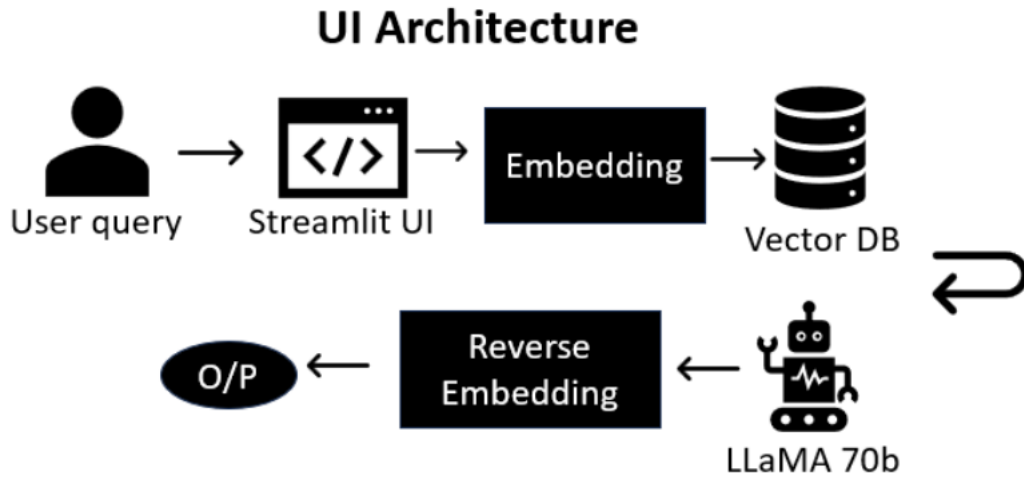 UI Architecture
</>
Embedding
User query
Streamlit UI
Vector DB
Reverse
Embedding
O/P
LLaMA 70b